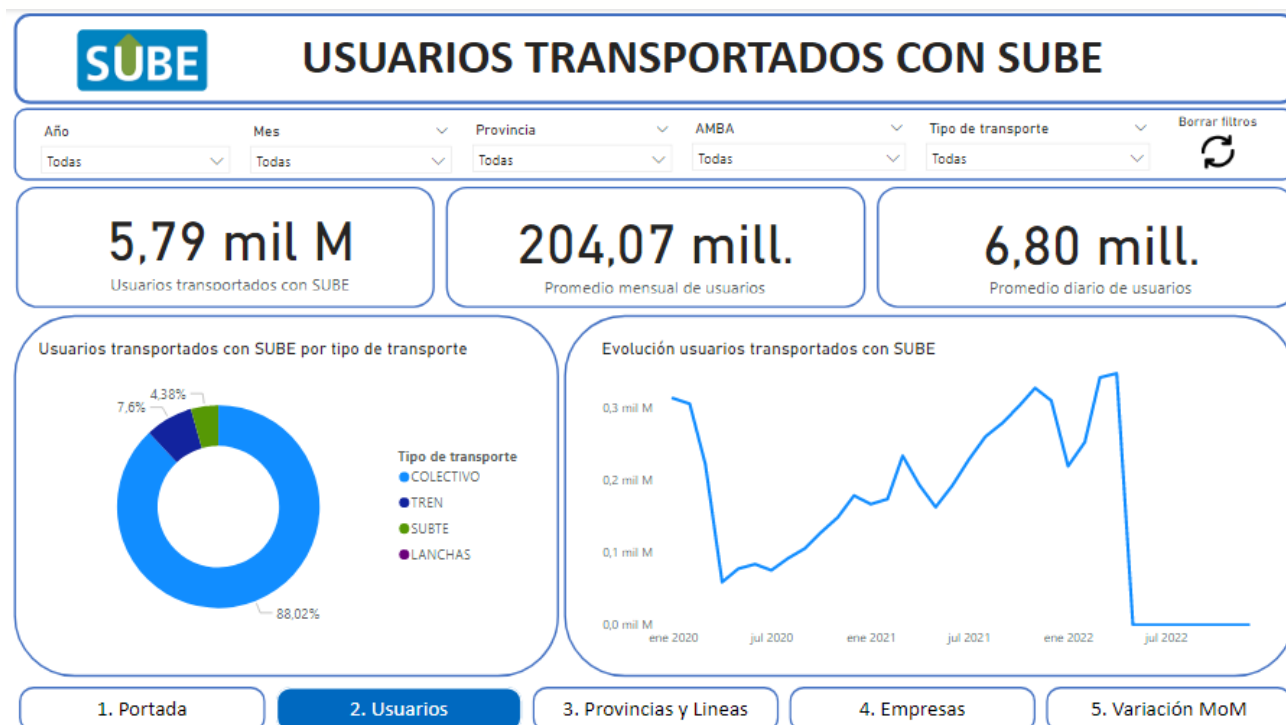 SUBE
USUARIOS TRANSPORTADOS CON SUBE
Año
Mes
Provincia
AMBA
Tipo de transporte
Borrar filtros
Todas
Todas
Todas
Todas
Todas
5,79 mil M
Usuarios transportados con SUBE
204,07 mill.
Promedio mensual de usuarios
6,80 mill.
Promedio diario de usuarios
Usuarios transportados con SUBE por tipo de transporte
4,38%
7,6%
88,02%
Tipo de transporte
COLECTIVO
TREN
SUBTE
LANCHAS
Evolución usuarios transportados con SUBE
0,3 mil M
0,2 mil M
0,1 mil M
0,0 mil M
ene 2020
jul 2020
ene 2021
jul 2021
ene 2022
jul 2022
1. Portada
2. Usuarios
3. Provincias y Lineas
4. Empresas
5. Variación MoM